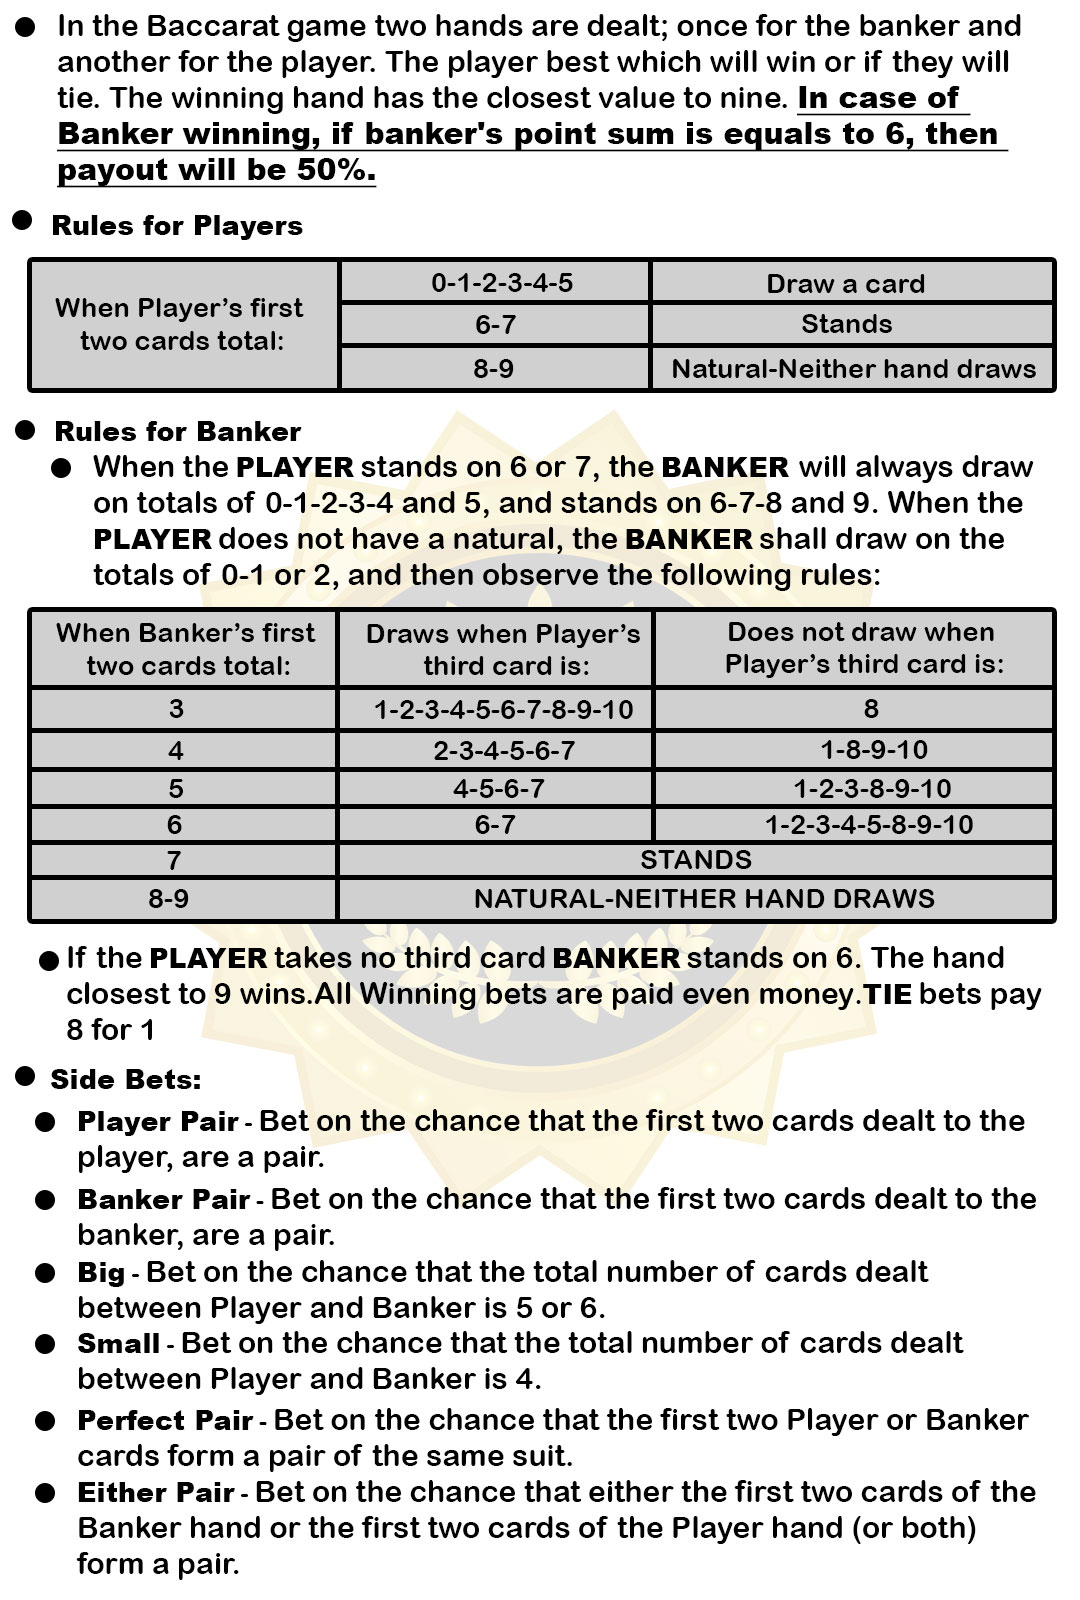 In the Baccarat game two hands are dealt; once for the banker and
another for the player. The player best which will win or if they will
tie. The winning hand has the closest value to nine. In case of
Banker winning, if banker's point sum is equals to 6, then
payout will be 50%.
Rules for Players
When Player's first
two cards total:
0-1-2-3-4-5 Draw a card
6-7 Stands
8-9 Natural-Neither hand draws
Rules for Banker
When the PLAYER stands on 6 or 7, the BANKER will always draw
on totals of 0-1-2-3-4 and 5, and stands on 6-7-8 and 9. When the
PLAYER does not have a natural, the BANKER shall draw on the
totals of 0-1 or 2, and then observe the following rules:
When Banker's first
two cards total:
Draws when Player's
third card is:
Does not draw when
Player's third card is:
3 1-2-3-4-5-6-7-8-9-10 8
4 2-3-4-5-6-7 1-8-9-10
5 4-5-6-7 1-2-3-8-9-10
6 6-7 1-2-3-4-5-8-9-10
7 STANDS
8-9 NATURAL-NEITHER HAND DRAWS
If the PLAYER takes no third card BANKER stands on 6. The hand
closest to 9 wins.All Winning bets are paid even money.TIE bets pay
8 for 1
Side Bets:
Player Pair - Bet on the chance that the first two cards dealt to the
player, are a pair.
Banker Pair - Bet on the chance that the first two cards dealt to the
banker, are a pair.
Big - Bet on the chance that the total number of cards dealt
between Player and Banker is 5 or 6.
Small - Bet on the chance that the total number of cards dealt
between Player and Banker is 4.
Perfect Pair - Bet on the chance that the first two Player or Banker
cards form a pair of the same suit.
Either Pair - Bet on the chance that either the first two cards of the
Banker hand or the first two cards of the Player hand (or both)
form a pair.